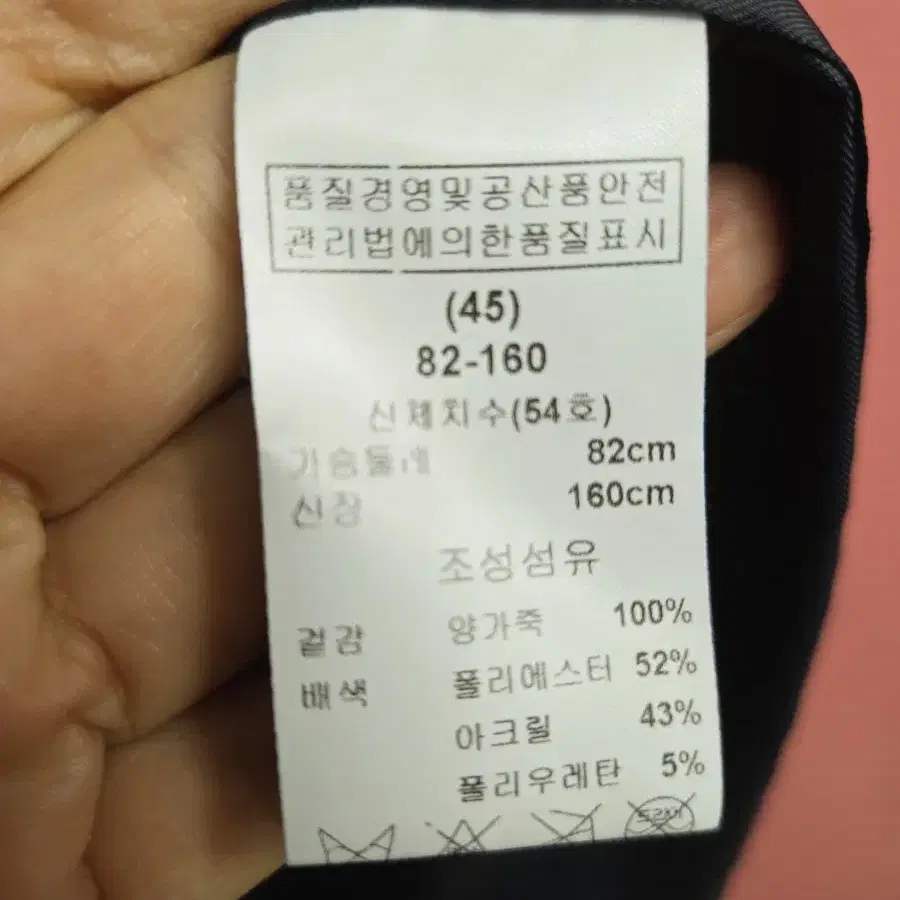 품질경영및공산품안전
관리법에의한품질표시
(45)
82-160
신체치수(54호)
가슴둘레 82cm
신장 160cm
조성섬유
겉감 양가죽 100%
배색 폴리에스터 52%
아크릴 43%
폴리우레탄 5%
드라이